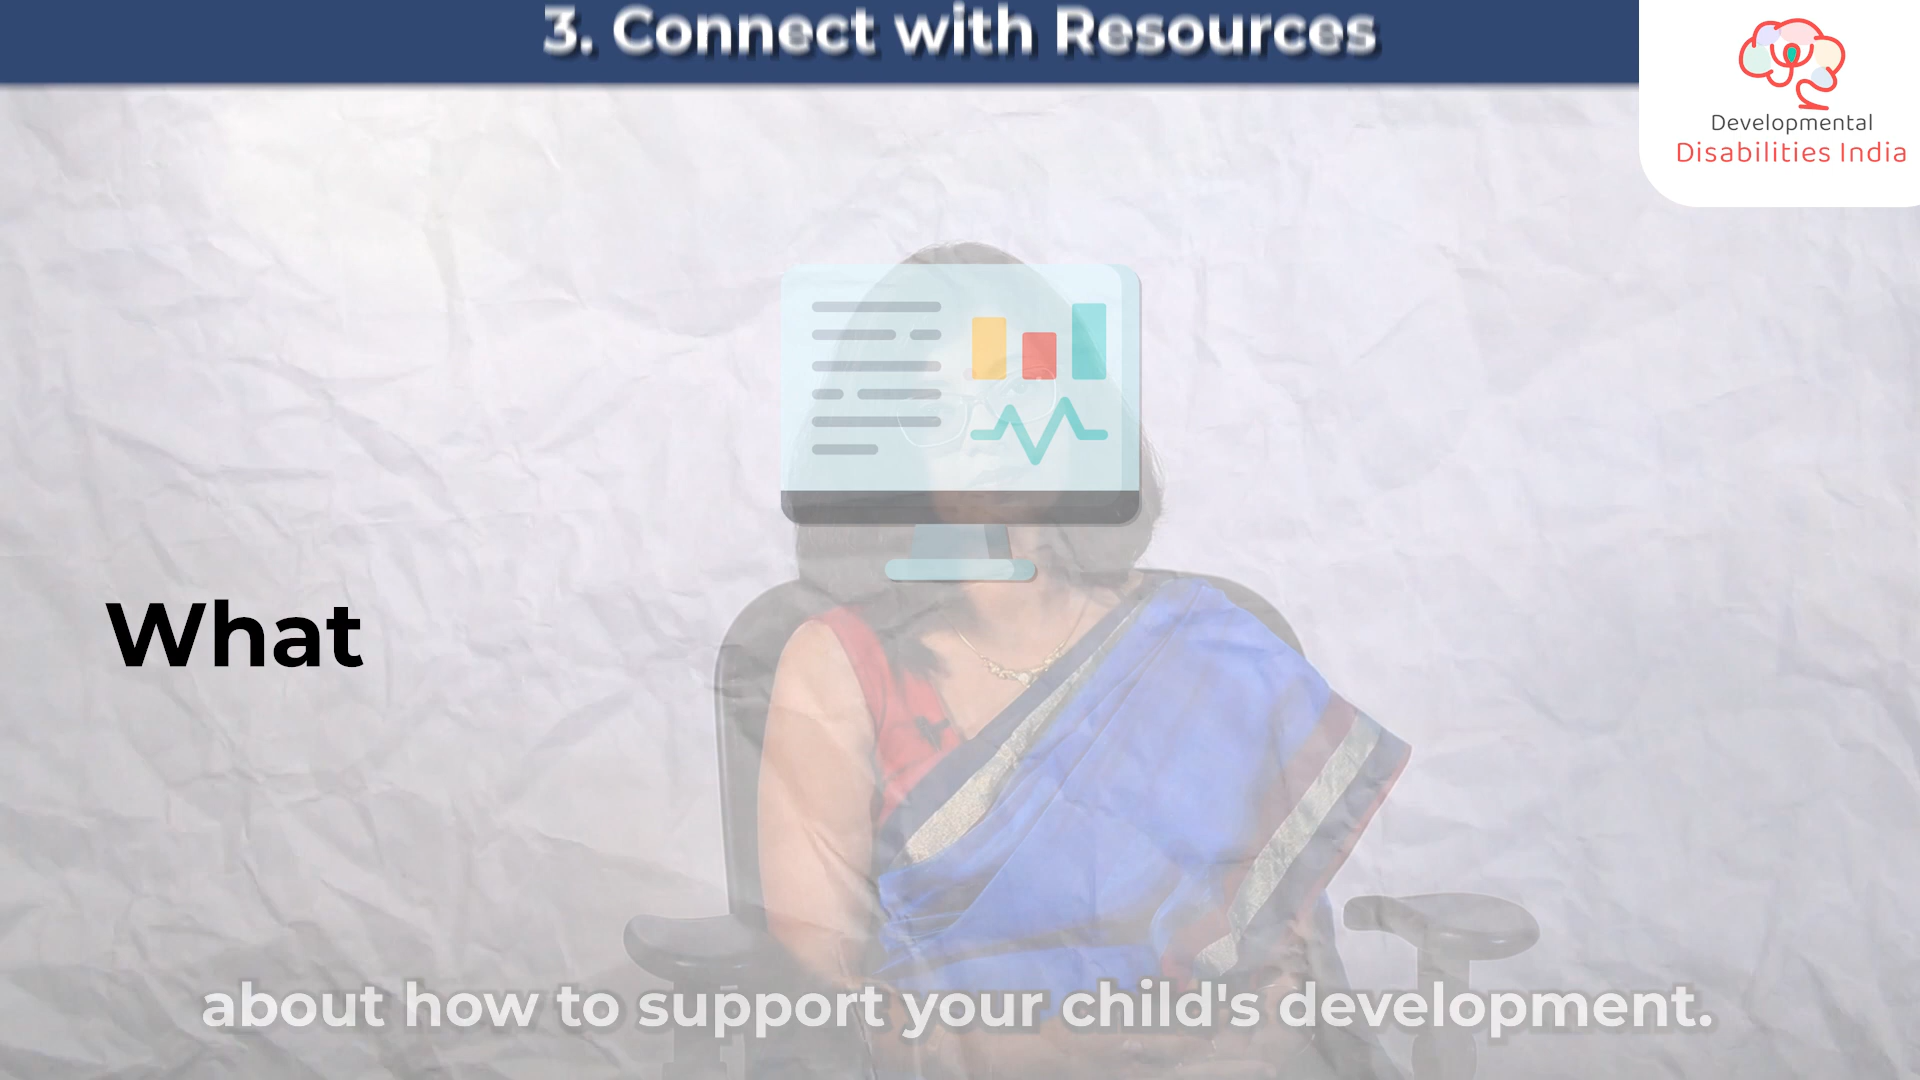 3. Connect with Resources
Developmental
Disabilities India
What
about how to support your child's development.